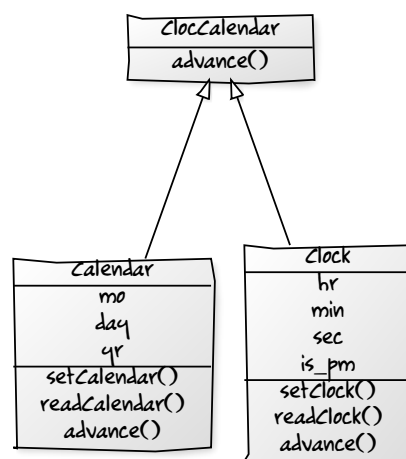 ClocCalendar
advance()
Calendar
mo
day
yr
setCalendar()
readCalendar()
advance()
Clock
hr
min
sec
is_pm
setClock()
readClock()
advance()